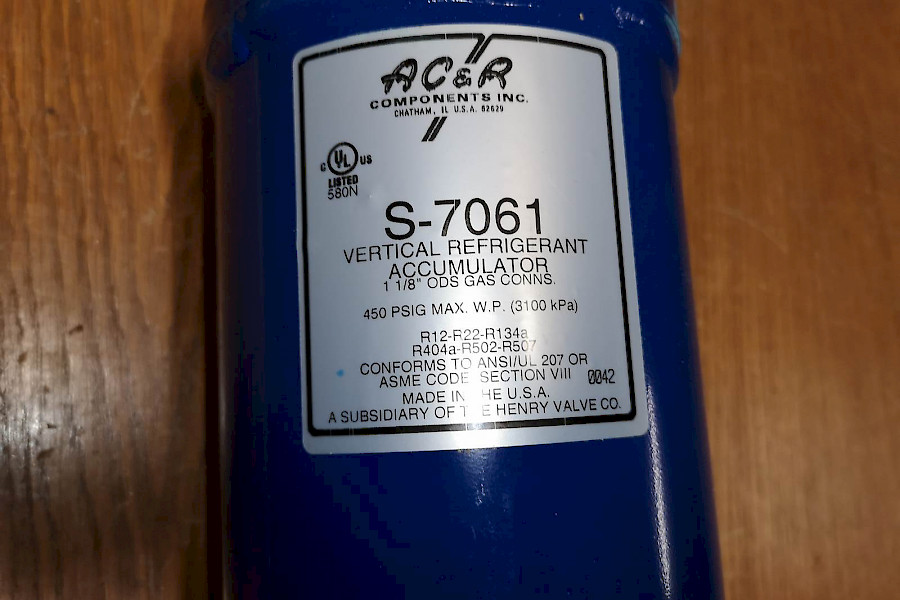 AC&R
COMPONENTS INC.
CHATHAM, IL U.S.A. 62629
C UL US
LISTED
580N
S-7061
VERTICAL REFRIGERANT
ACCUMULATOR
1 1/8" ODS GAS CONNS.
450 PSIG MAX. W.P. (3100 kPa)
R12-R22-R134a
R404a-R502-R507
CONFORMS TO ANSI/UL 207 OR
ASME CODE SECTION VIII 0042
MADE IN THE U.S.A.
A SUBSIDIARY OF THE HENRY VALVE CO.